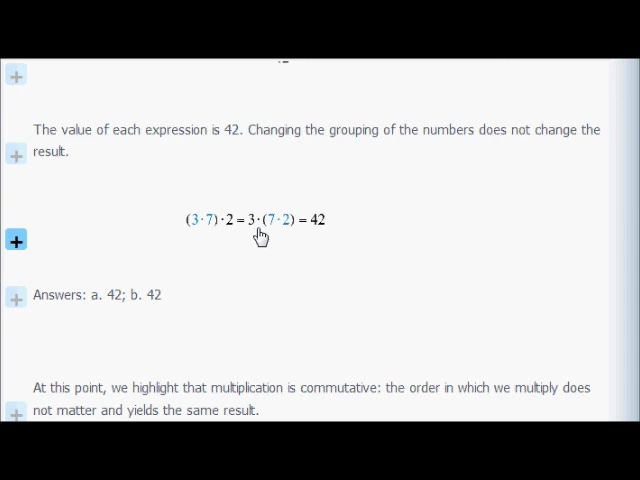 The value of each expression is 42. Changing the grouping of the numbers does not change the
result.
(3·7)·2=3·(7·2)=42
Answers: a. 42; b. 42
At this point, we highlight that multiplication is commutative: the order in which we multiply does
not matter and yields the same result.